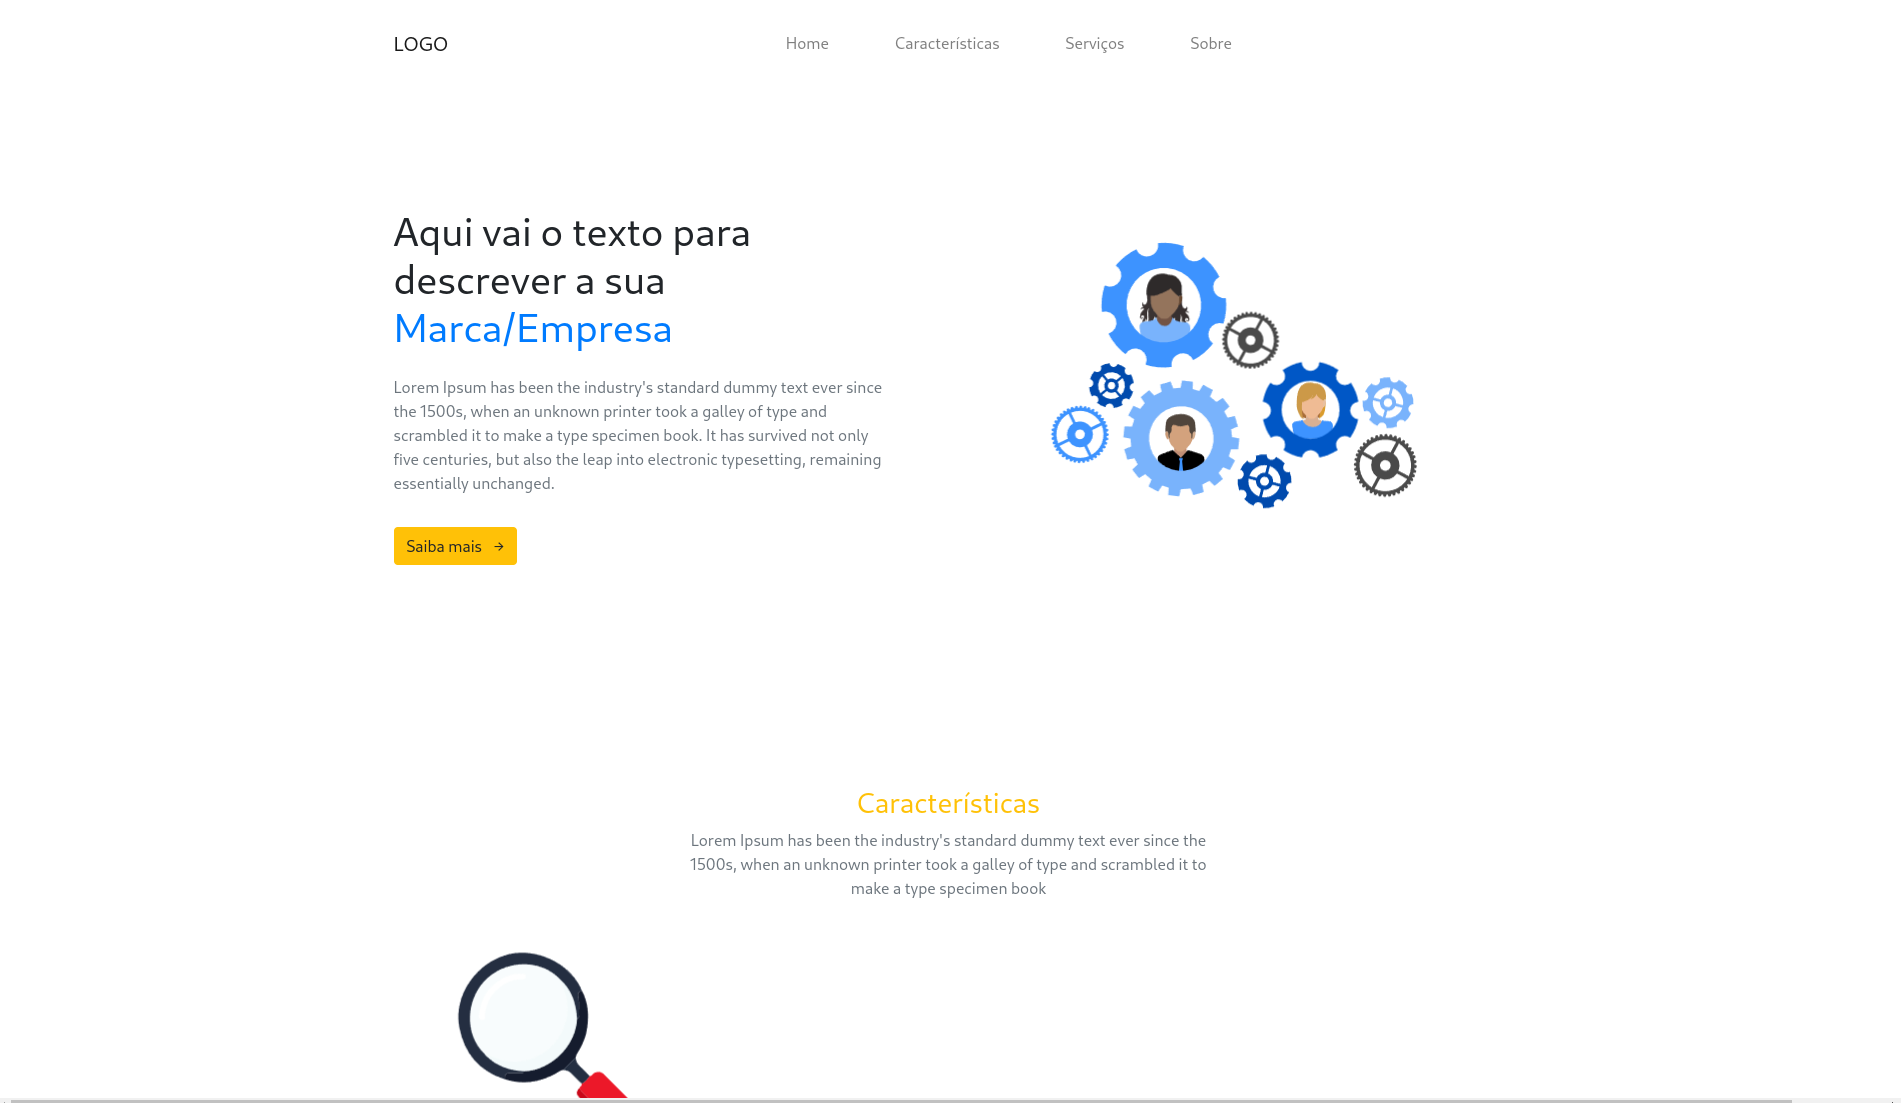 LOGO
Home
Características
Serviços
Sobre
Aqui vai o texto para
descrever a sua
Marca/Empresa
Lorem Ipsum has been the industry's standard dummy text ever since
the 1500s, when an unknown printer took a galley of type and
scrambled it to make a type specimen book. It has survived not only
five centuries, but also the leap into electronic typesetting, remaining
essentially unchanged.
Saiba mais →
Características
Lorem Ipsum has been the industry's standard dummy text ever since the
1500s, when an unknown printer took a galley of type and scrambled it to
make a type specimen book